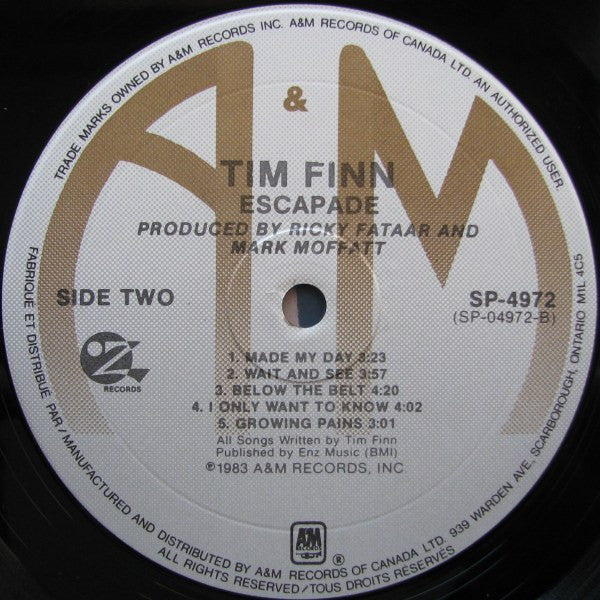 TRADE MARKS OWNED BY A&M RECORDS INC. A&M RECORDS OF CANADA LTD. AN AUTHORIZED USER.
A & M
TIM FINN
ESCAPADE
PRODUCED BY RICKY FATAAR AND
MARK MOFFATT
SIDE TWO
SP-4972
(SP-04972-B)
OZ
RECORDS
1. MADE MY DAY 3:23
2. WAIT AND SEE 3:57
3. BELOW THE BELT 4:20
4. I ONLY WANT TO KNOW 4:02
5. GROWING PAINS 3:01
All Songs Written by Tim Finn
Published by Enz Music (BMI)
℗1983 A&M RECORDS, INC.
A&M
RECORDS
®
FABRIQUÉ ET DISTRIBUÉ PAR/MANUFACTURED AND DISTRIBUTED BY A&M RECORDS OF CANADA LTD. 939 WARDEN AVE., SCARBOROUGH, ONTARIO M1L 4C5
ALL RIGHTS RESERVED/TOUS DROITS RÉSERVÉS